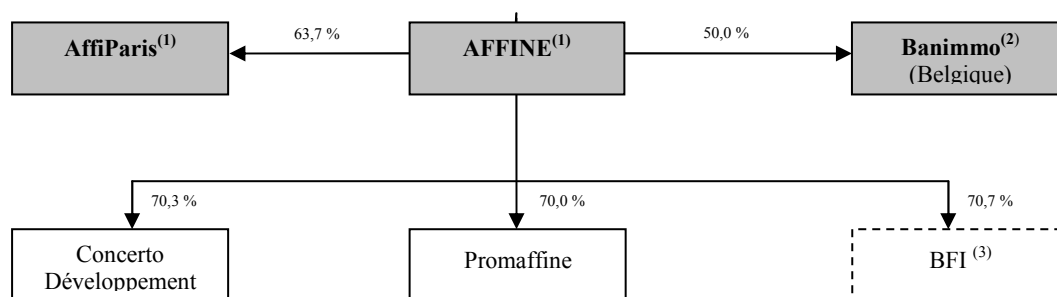 AffiParis(1)
63,7 %
AFFINE(1)
50,0 %
Banimmo(2)
(Belgique)
70,3 %
70,0 %
70,7 %
Concerto
Développement
Promaffine
BFI (3)